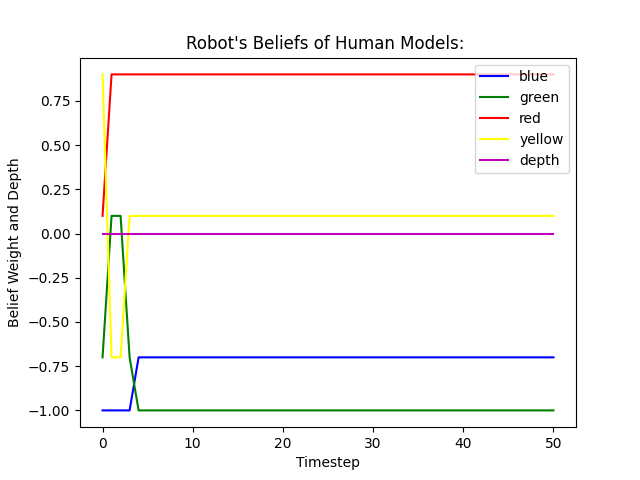 Robot's Beliefs of Human Models:
blue
green
red
yellow
depth
0.75
0.50
0.25
0.00
−0.25
−0.50
−0.75
−1.00
Belief Weight and Depth
0 10 20 30 40 50
Timestep